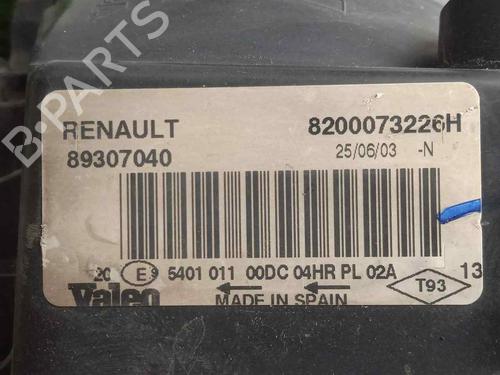 RENAULT 8200073226H
89307040 25/06/03 -N
20 E9 5401 011 00DC 04HR PL 02A
Valeo MADE IN SPAIN T93 13
B-PARTS